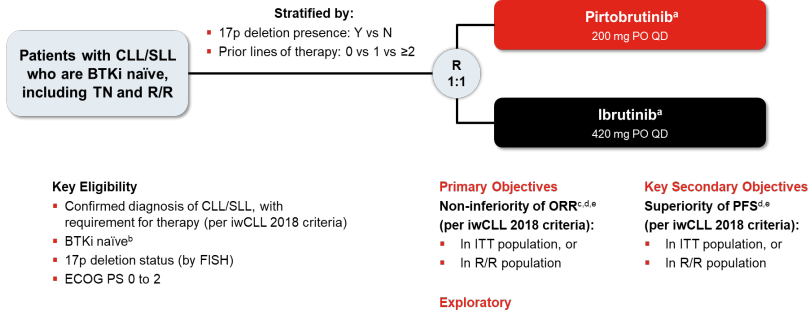 Stratified by:
▪ 17p deletion presence: Y vs N
▪ Prior lines of therapy: 0 vs 1 vs ≥2
Patients with CLL/SLL
who are BTKi naïve,
including TN and R/R
R
1:1
Pirtobrutinibᵃ
200 mg PO QD
Ibrutinibᵃ
420 mg PO QD
Key Eligibility
▪ Confirmed diagnosis of CLL/SLL, with
requirement for therapy (per iwCLL 2018 criteria)
▪ BTKi naïveᵇ
▪ 17p deletion status (by FISH)
▪ ECOG PS 0 to 2
Primary Objectives
Non-inferiority of ORRᶜ,ᵈ,ᵉ
(per iwCLL 2018 criteria):
▪ In ITT population, or
▪ In R/R population
Exploratory
Key Secondary Objectives
Superiority of PFSᵈ,ᵉ
(per iwCLL 2018 criteria):
▪ In ITT population, or
▪ In R/R population